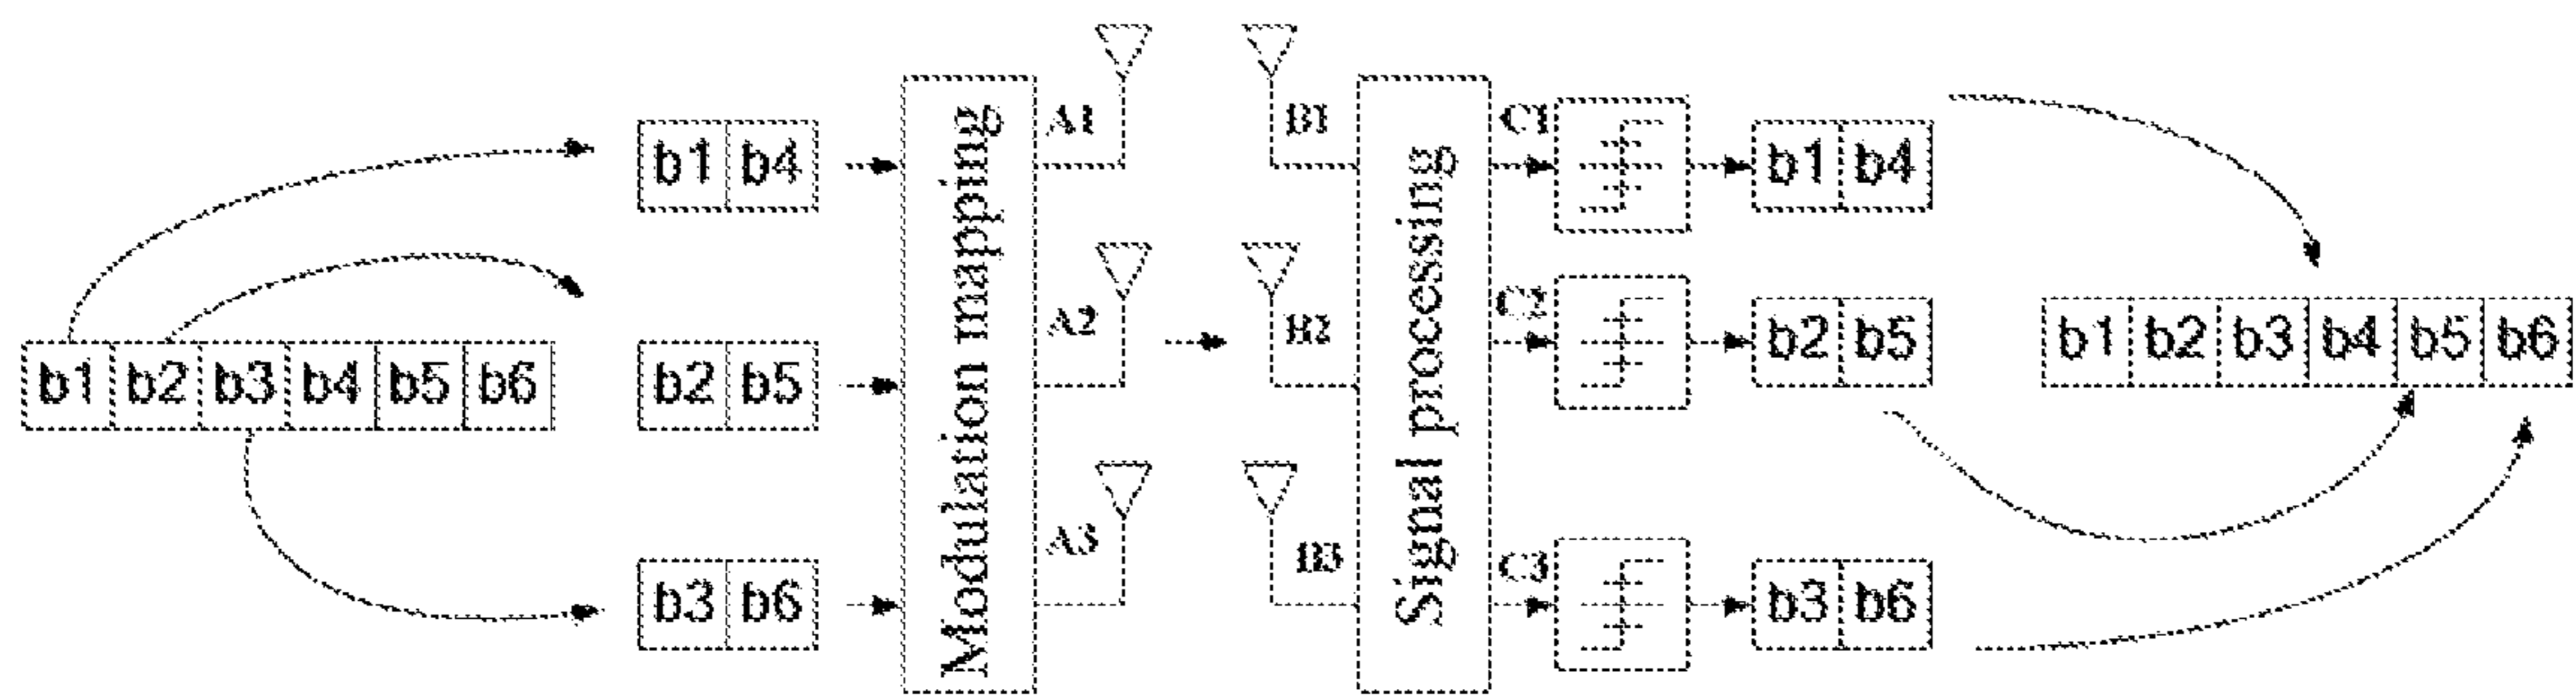 b1 b2 b3 b4 b5 b6
b1 b4
b2 b5
b3 b6
Modulation mapping
A1
A2
A3
B1
B2
B3
Signal processing
C1
C2
C3
b1 b4
b2 b5
b3 b6
b1 b2 b3 b4 b5 b6